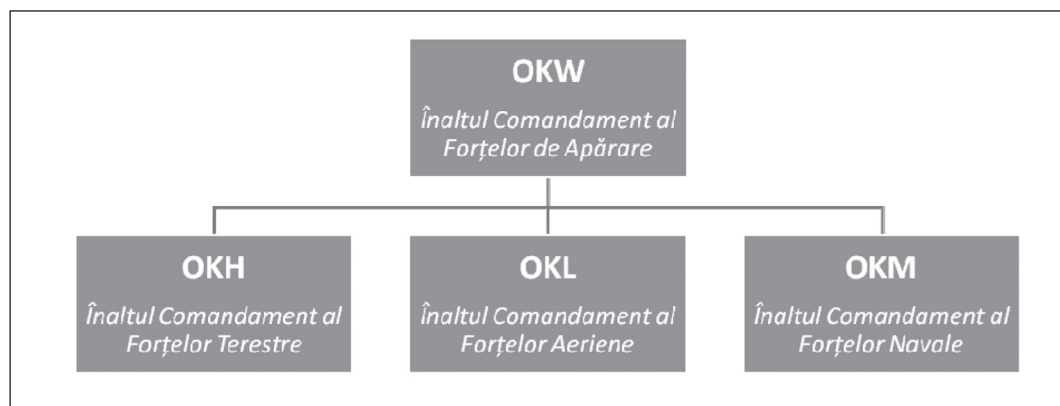 OKW
Înaltul Comandament al
Forțelor de Apărare
OKH
Înaltul Comandament al
Forțelor Terestre
OKL
Înaltul Comandament al
Forțelor Aeriene
OKM
Înaltul Comandament al
Forțelor Navale